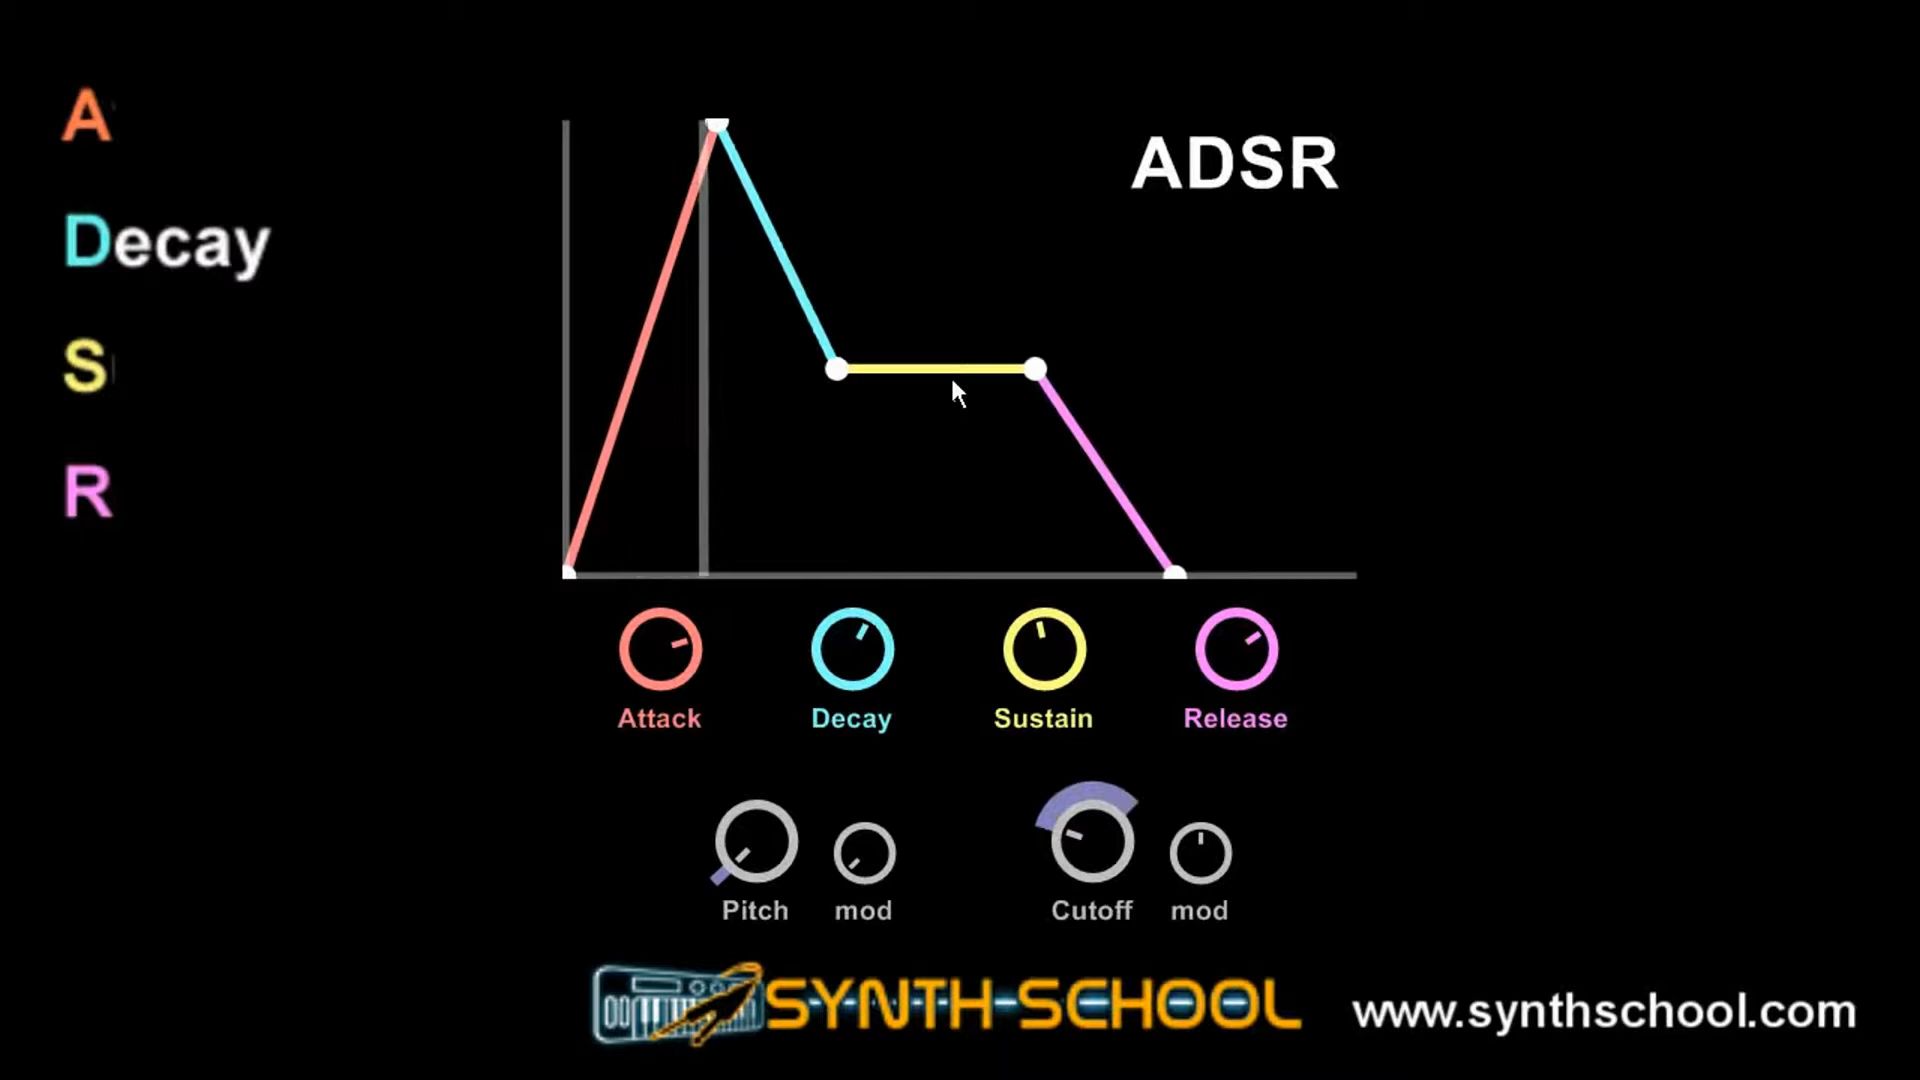 A
Decay
S
R
ADSR
Attack Decay Sustain Release
Pitch mod Cutoff mod
SYNTH-SCHOOL
www.synthschool.com